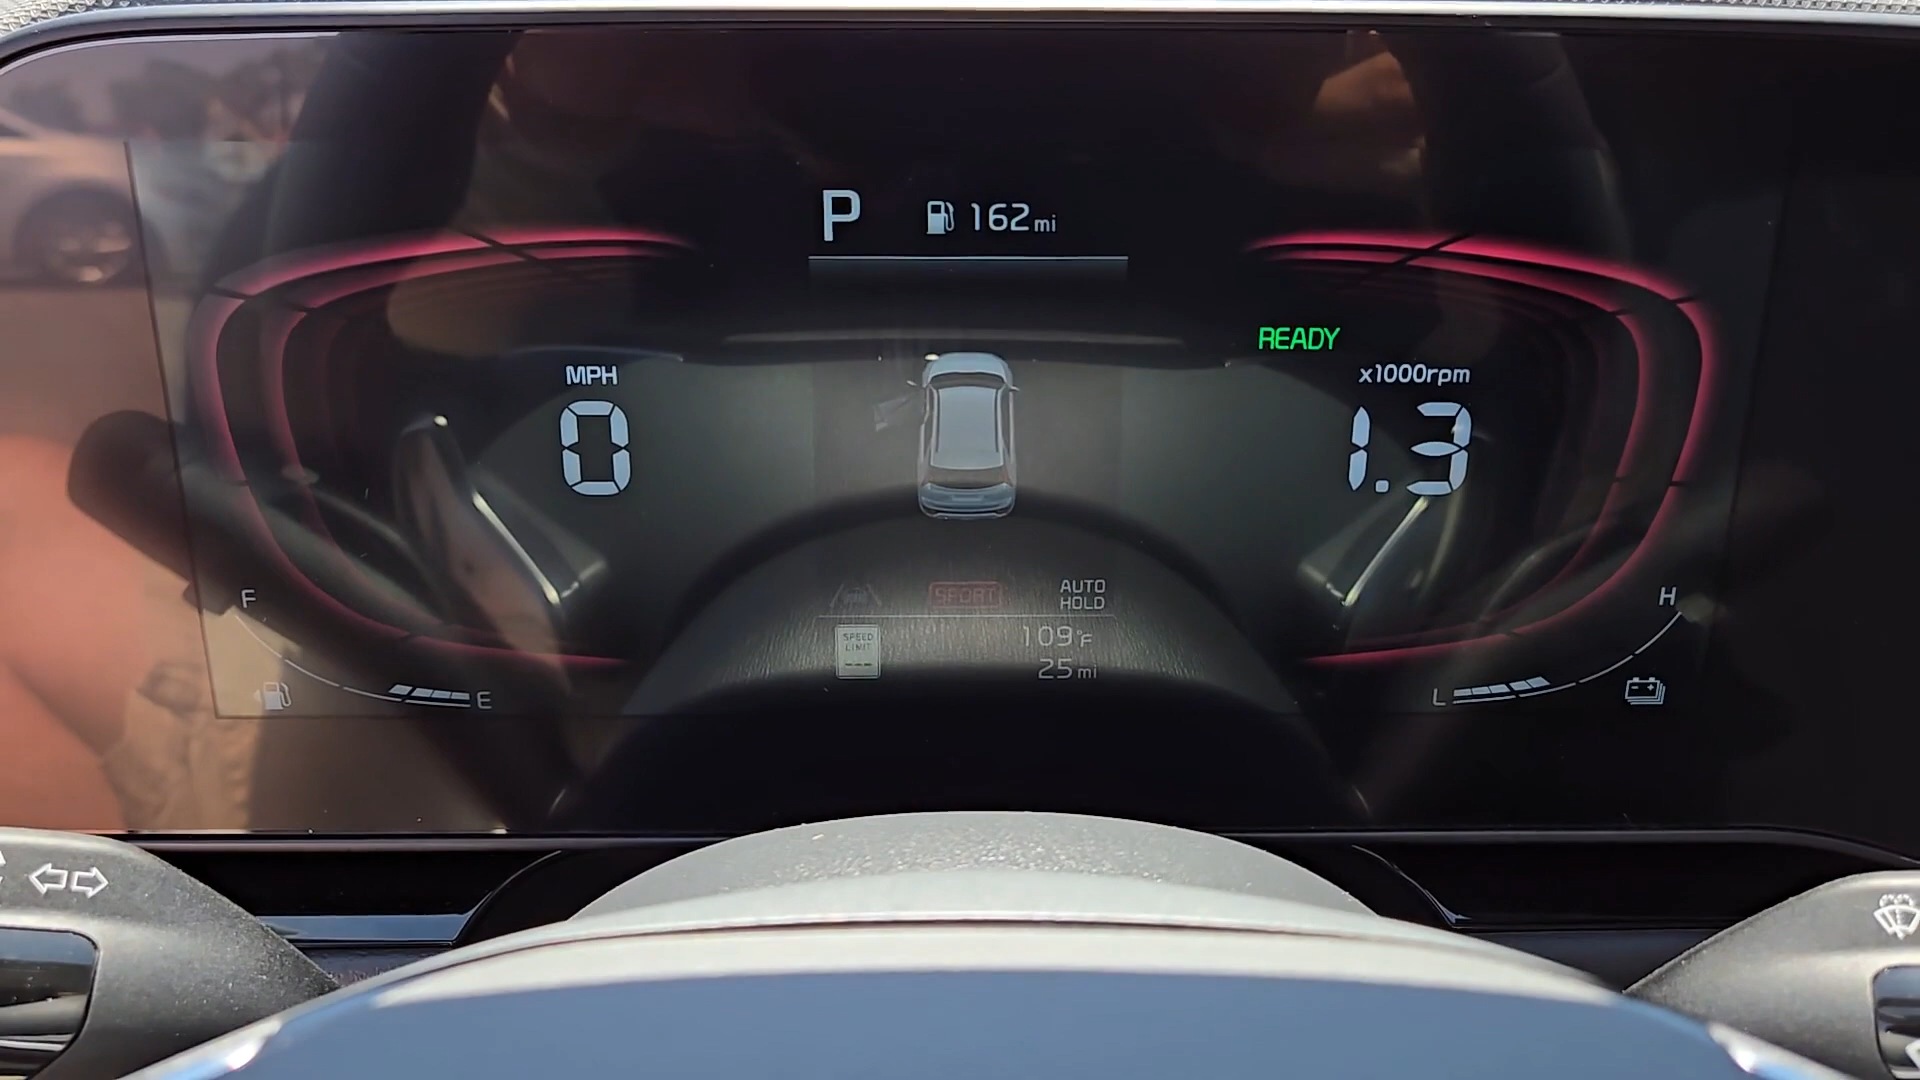 P 162mi
READY
MPH
x1000rpm
0
1.3
SPORT
AUTO HOLD
F
H
SPEED LIMIT
---
109°F
25mi
E
L